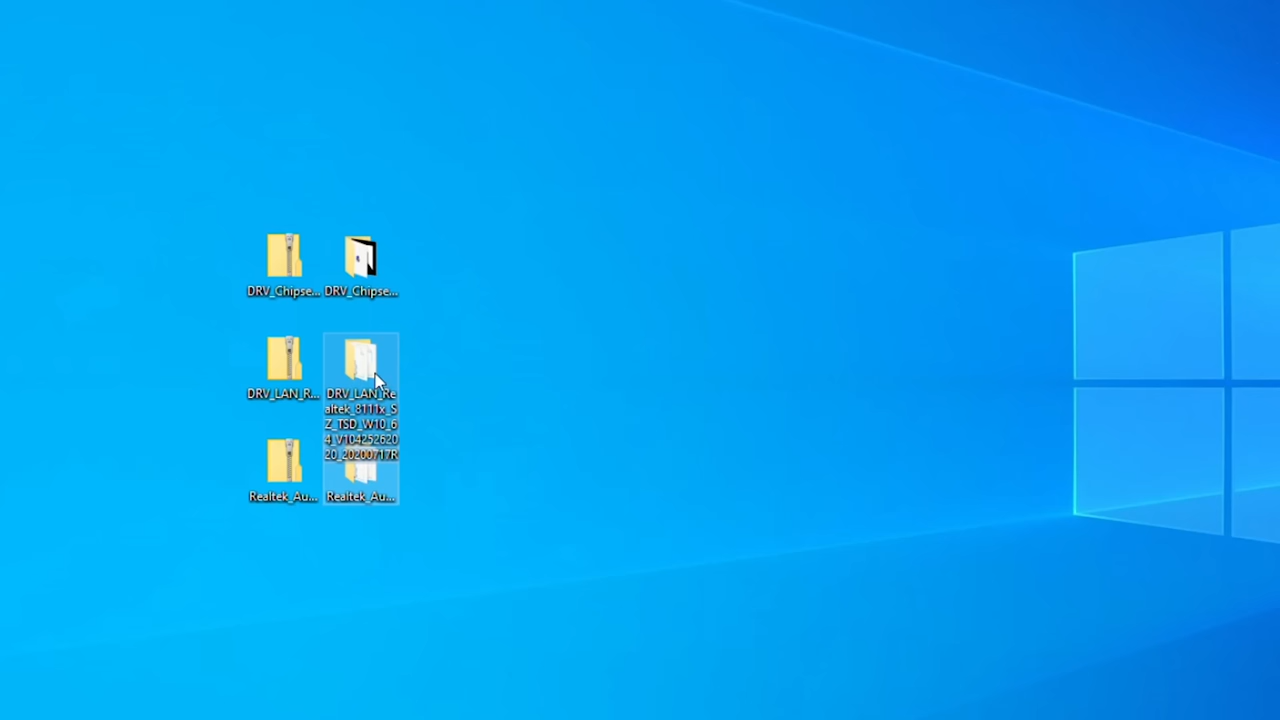 DRV_Chipse...
DRV_Chipse...
DRV_LAN_R...
DRV_LAN_Re
altek_8111x_S
Z_TSD_W10_6
4_V104252620
20_20200717R
Realtek_Au...
Realtek_Au...